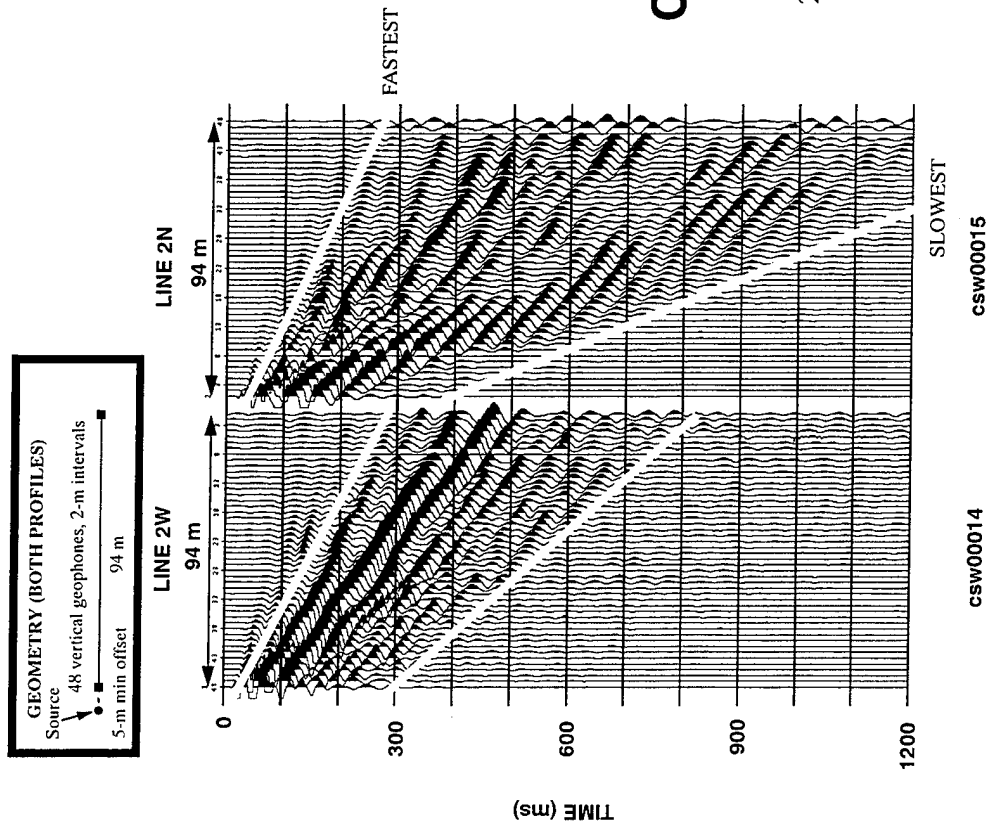 GEOMETRY (BOTH PROFILES)
Source
48 vertical geophones, 2-m intervals
5-m min offset
94 m
LINE 2W
94 m
LINE 2N
94 m
FASTEST
SLOWEST
0
300
600
900
1200
TIME (ms)
csw00014
csw00015